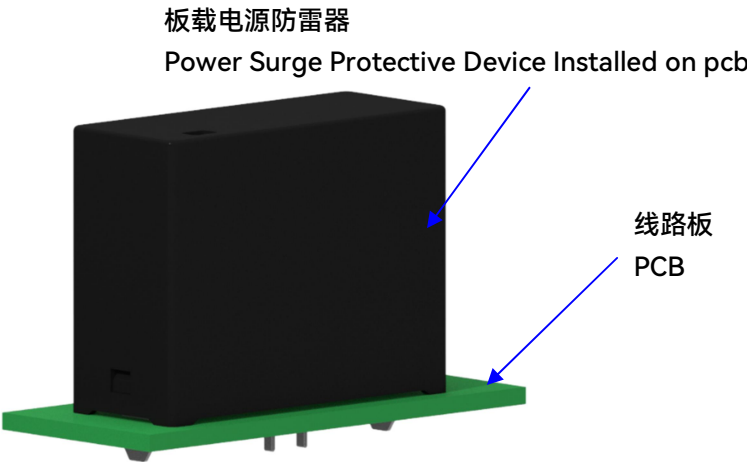 板载电源防雷器
Power Surge Protective Device Installed on pcb
线路板
PCB